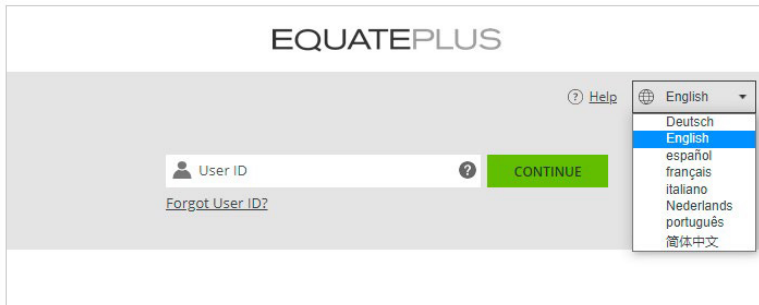 EQUATEPLUS
? Help
English
Deutsch
English
español
français
italiano
Nederlands
português
简体中文
User ID ?
CONTINUE
Forgot User ID?